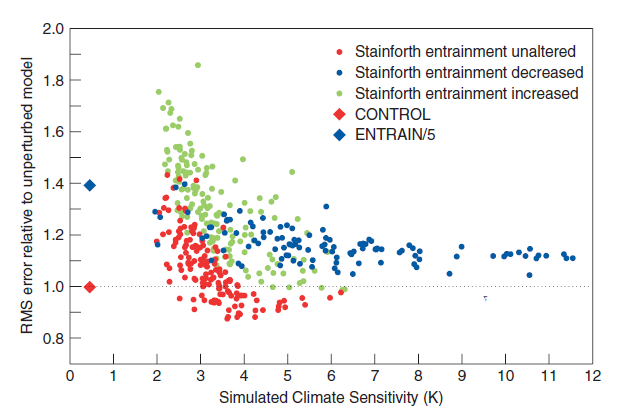 2.0
1.8
1.6
1.4
1.2
1.0
0.8
RMS error relative to unperturbed model
Stainforth entrainment unaltered
Stainforth entrainment decreased
Stainforth entrainment increased
CONTROL
ENTRAIN/5
0 1 2 3 4 5 6 7 8 9 10 11 12
Simulated Climate Sensitivity (K)